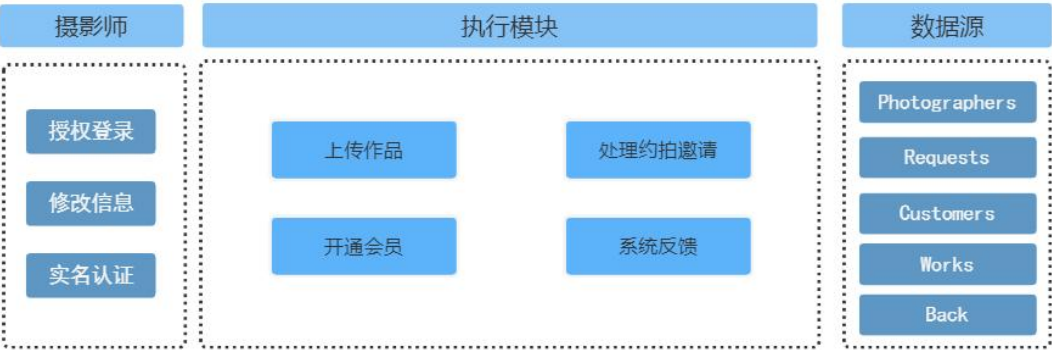 摄影师
执行模块
数据源
授权登录
修改信息
实名认证
上传作品
处理约拍邀请
开通会员
系统反馈
Photographers
Requests
Customers
Works
Back